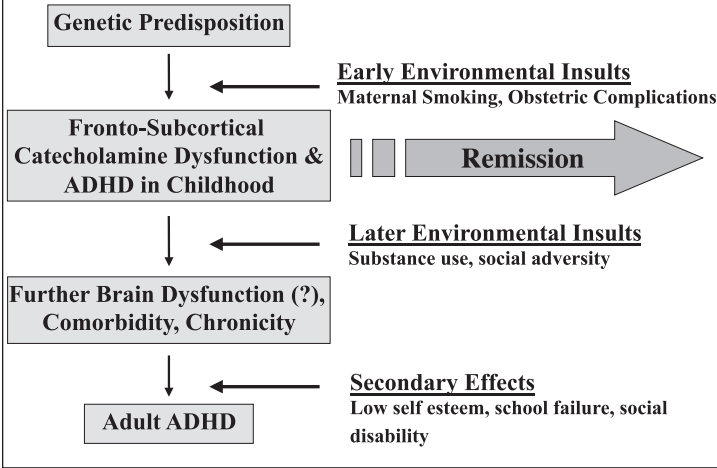 Genetic Predisposition
Early Environmental Insults
Maternal Smoking, Obstetric Complications
Fronto-Subcortical
Catecholamine Dysfunction &
ADHD in Childhood
Remission
Later Environmental Insults
Substance use, social adversity
Further Brain Dysfunction (?),
Comorbidity, Chronicity
Secondary Effects
Low self esteem, school failure, social
disability
Adult ADHD